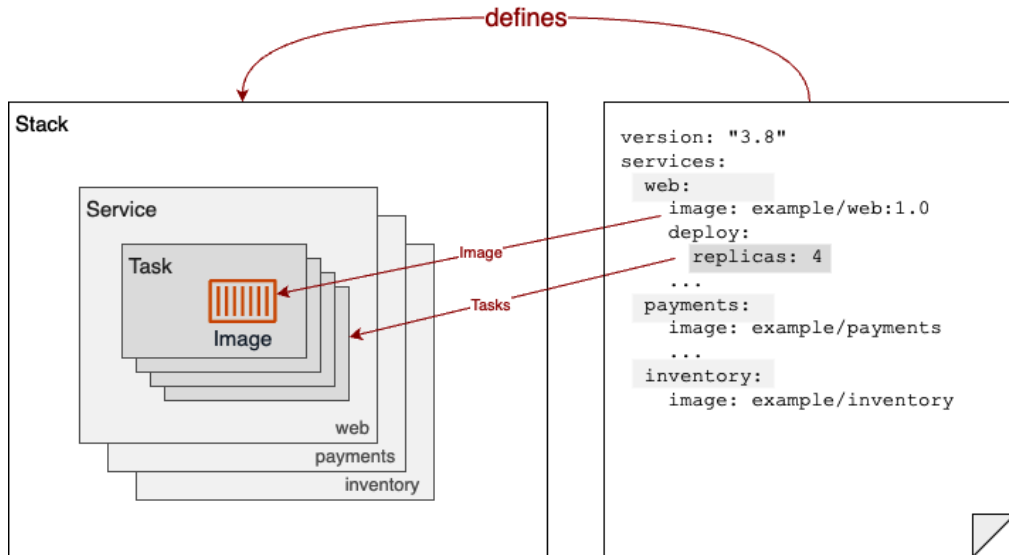 defines
Stack
Service
Task
Image
web
payments
inventory
Image
Tasks
version: "3.8"
services:
web:
image: example/web:1.0
deploy:
replicas: 4
...
payments:
image: example/payments
...
inventory:
image: example/inventory